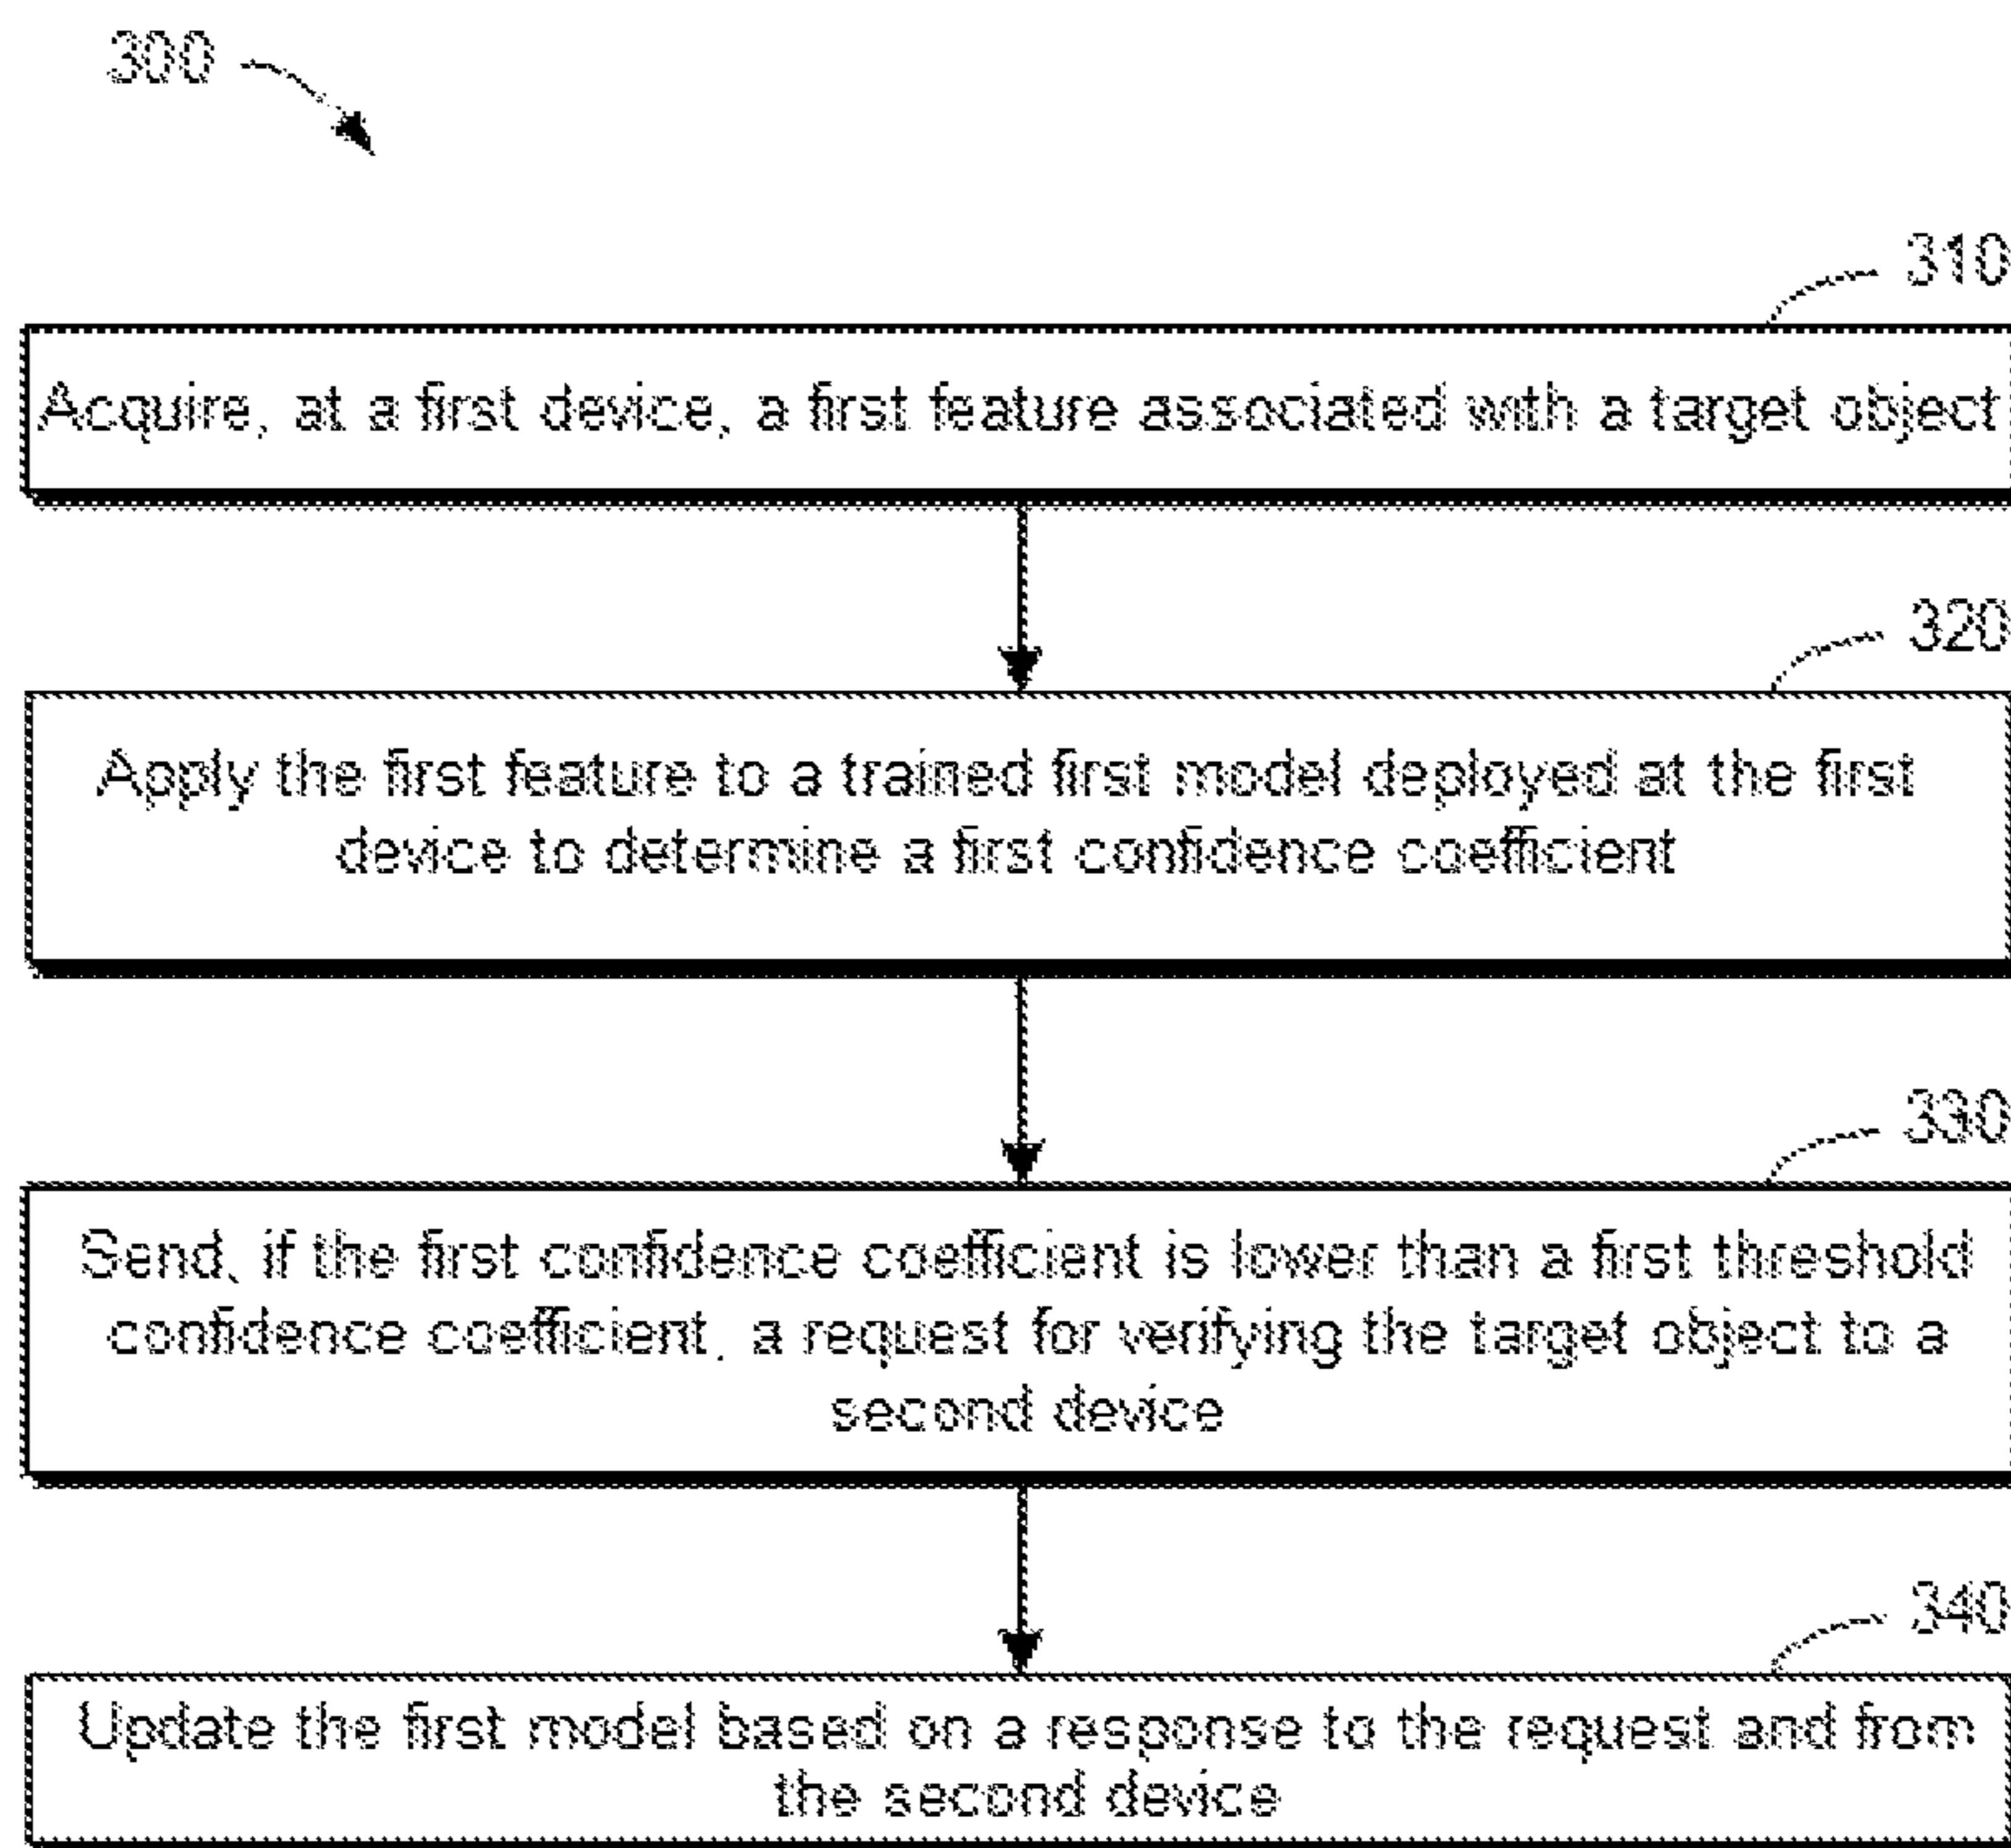 300
310
Acquire, at a first device, a first feature associated with a target object
320
Apply the first feature to a trained first model deployed at the first
device to determine a first confidence coefficient
330
Send, if the first confidence coefficient is lower than a first threshold
confidence coefficient, a request for verifying the target object to a
second device
340
Update the first model based on a response to the request and from
the second device